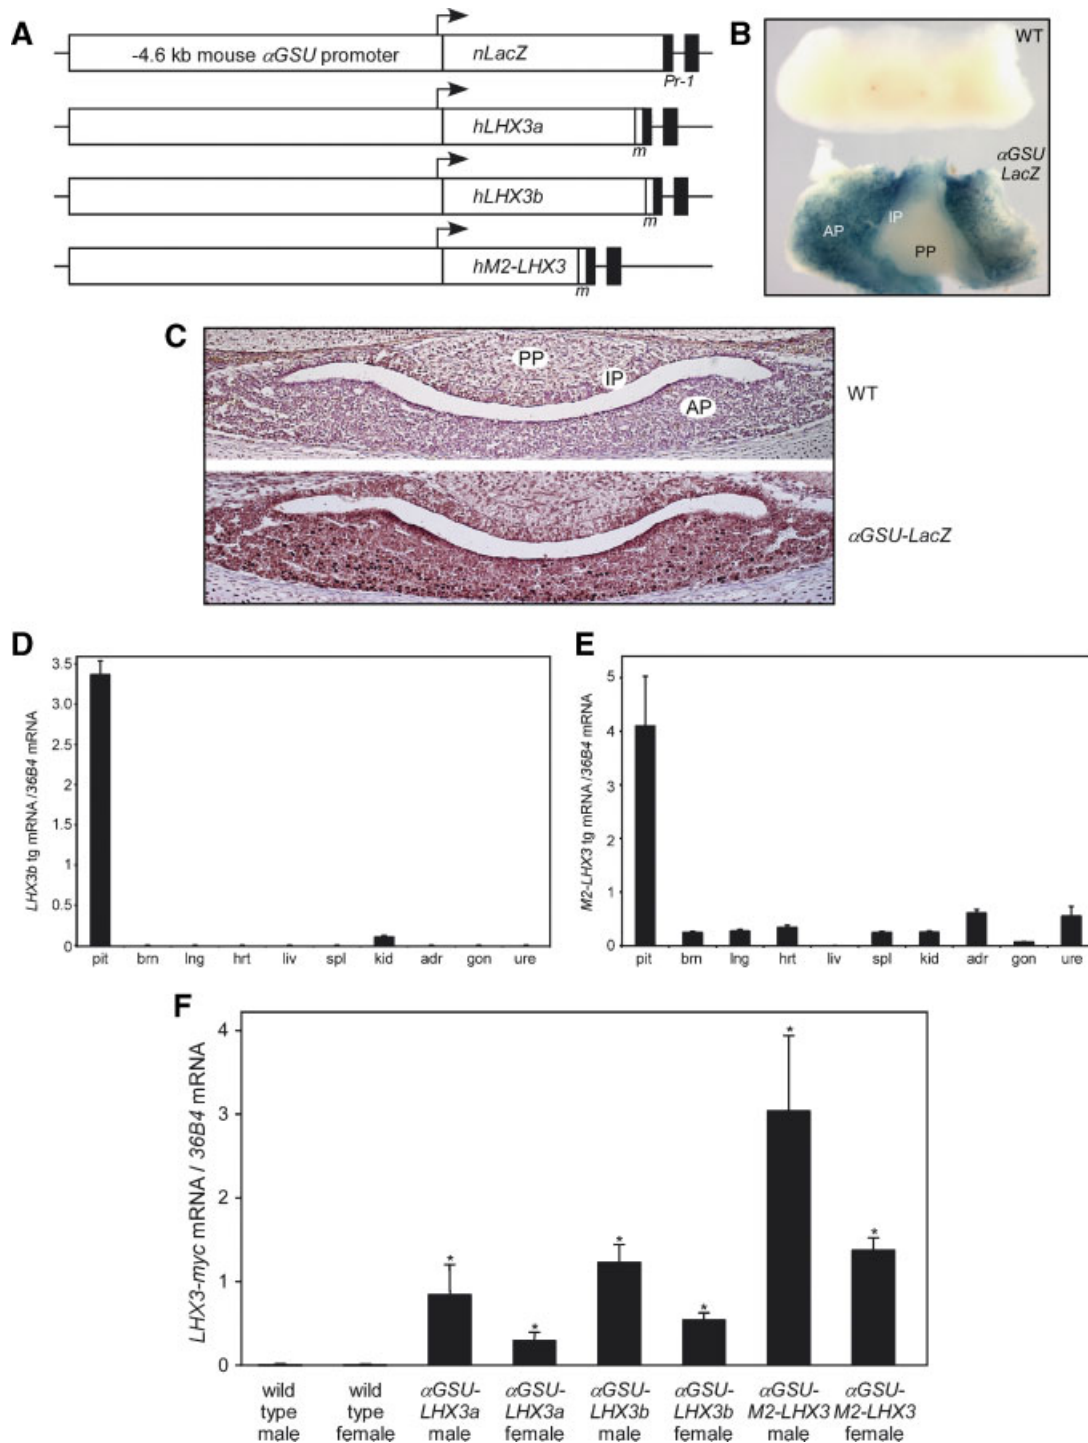 A
-4.6 kb mouse αGSU promoter
nLacZ
Pr-1
hLHX3a
m
hLHX3b
m
hM2-LHX3
m
B
WT
αGSU
LacZ
AP
IP
PP
C
PP
IP
AP
WT
αGSU-LacZ
D
LHX3b tg mRNA /36B4 mRNA
3.5
3.0
2.5
2
1.5
1
0.5
0
pit brn lng hrt liv spl kid adr gon ure
E
M2-LHX3 tg mRNA /36B4 mRNA
5
4
3
2
1
0
pit brn lng hrt liv spl kid adr gon ure
F
LHX3-myc mRNA / 36B4 mRNA
4
3
2
1
0
* * * * * *
wild wild αGSU- αGSU- αGSU- αGSU- αGSU- αGSU-
type type LHX3a LHX3a LHX3b LHX3b M2-LHX3 M2-LHX3
male female male female male female male female